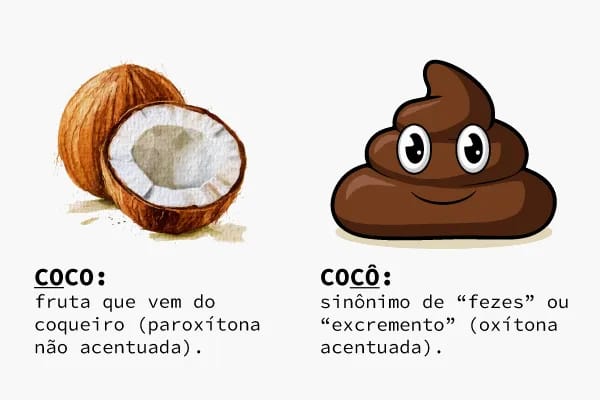 COCO:
fruta que vem do
coqueiro (paroxítona
não acentuada).
COCÔ:
sinônimo de “fezes” ou
“excremento” (oxítona
acentuada).